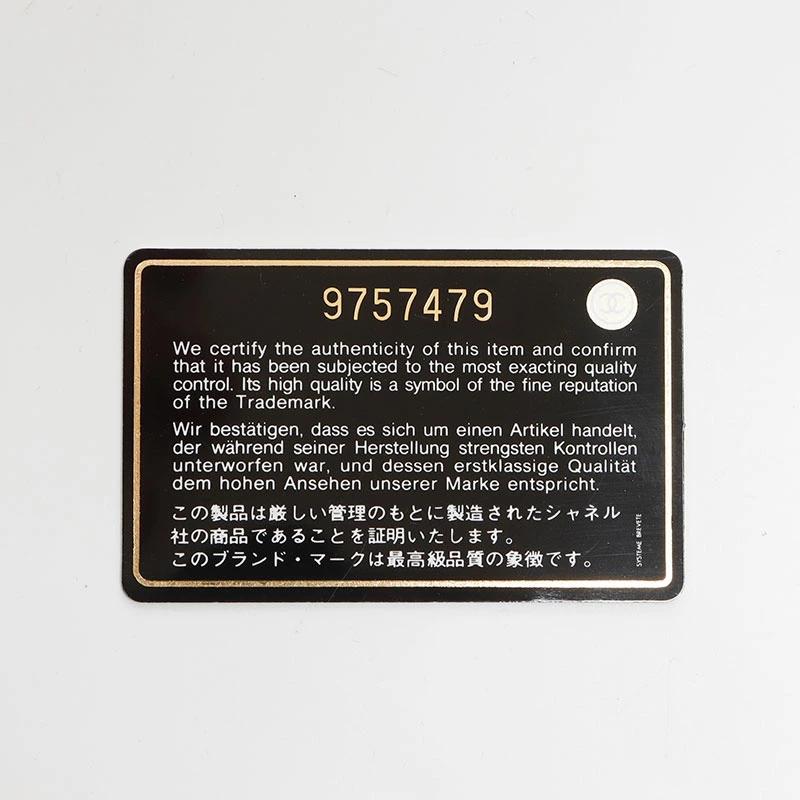 9757479
We certify the authenticity of this item and confirm
that it has been subjected to the most exacting quality
control. Its high quality is a symbol of the fine reputation
of the Trademark.
Wir bestätigen, dass es sich um einen Artikel handelt,
der während seiner Herstellung strengsten Kontrollen
unterworfen war, und dessen erstklassige Qualität
dem hohen Ansehen unserer Marke entspricht.
この製品は厳しい管理のもとに製造されたシャネル
社の商品であることを証明いたします。
このブランド・マークは最高級品質の象徴です。
SYSTEME BREVETE